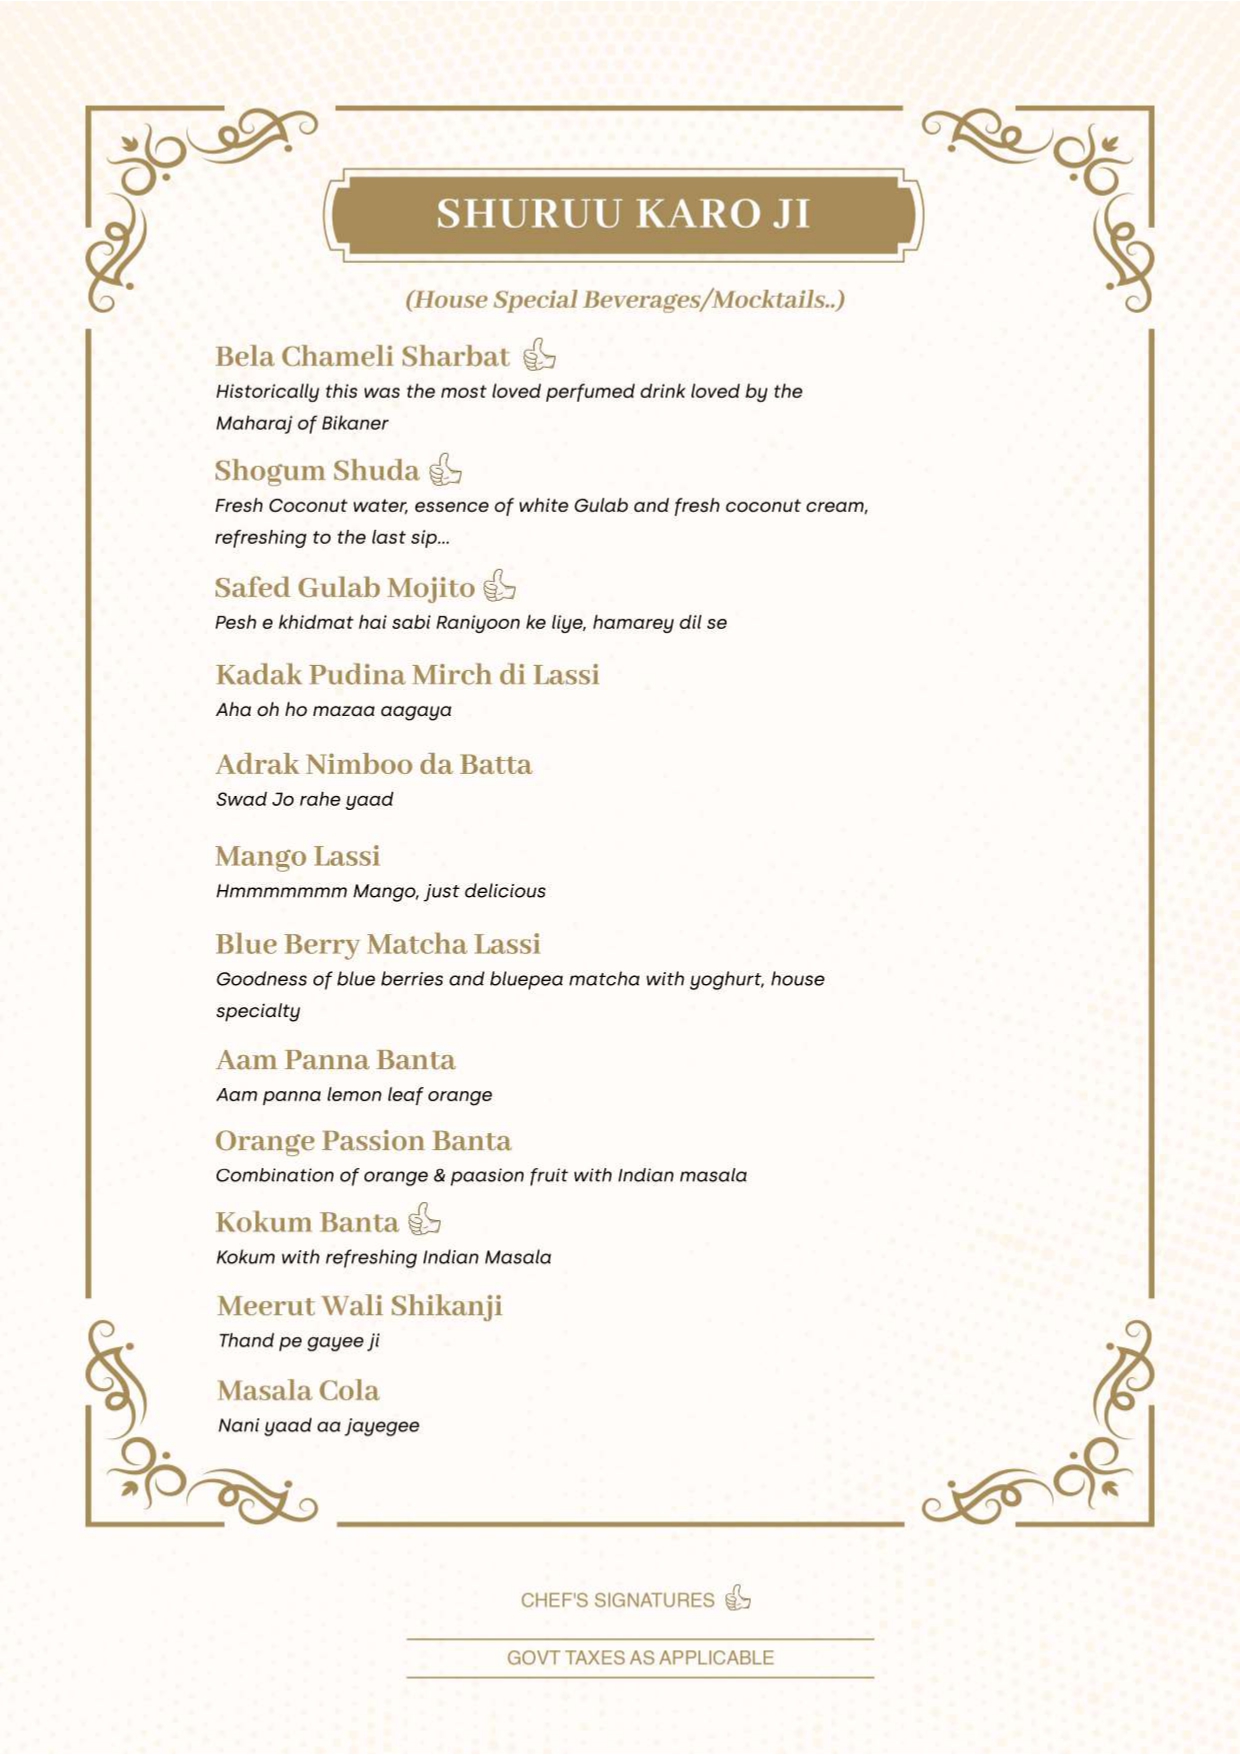 SHURUU KARO JI
(House Special Beverages/Mocktails..)
Bela Chameli Sharbat
Historically this was the most loved perfumed drink loved by the
Maharaj of Bikaner
Shogum Shuda
Fresh Coconut water, essence of white Gulab and fresh coconut cream,
refreshing to the last sip...
Safed Gulab Mojito
Pesh e khidmat hai sabi Raniyoon ke liye, hamarey dil se
Kadak Pudina Mirch di Lassi
Aha oh ho mazaa aagaya
Adrak Nimboo da Batta
Swad Jo rahe yaad
Mango Lassi
Hmmmmmmm Mango, just delicious
Blue Berry Matcha Lassi
Goodness of blue berries and bluepea matcha with yoghurt, house
specialty
Aam Panna Banta
Aam panna lemon leaf orange
Orange Passion Banta
Combination of orange & paasion fruit with Indian masala
Kokum Banta
Kokum with refreshing Indian Masala
Meerut Wali Shikanji
Thand pe gayee ji
Masala Cola
Nani yaad aa jayegee
CHEF'S SIGNATURES
GOVT TAXES AS APPLICABLE